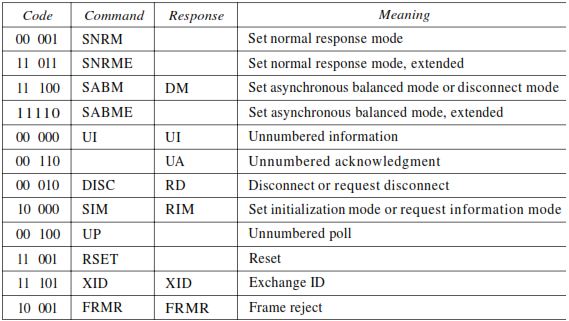 Code Command Response Meaning
00 001 SNRM Set normal response mode
11 011 SNRME Set normal response mode, extended
11 100 SABM DM Set asynchronous balanced mode or disconnect mode
11110 SABME Set asynchronous balanced mode, extended
00 000 UI UI Unnumbered information
00 110 UA Unnumbered acknowledgment
00 010 DISC RD Disconnect or request disconnect
10 000 SIM RIM Set initialization mode or request information mode
00 100 UP Unnumbered poll
11 001 RSET Reset
11 101 XID XID Exchange ID
10 001 FRMR FRMR Frame reject